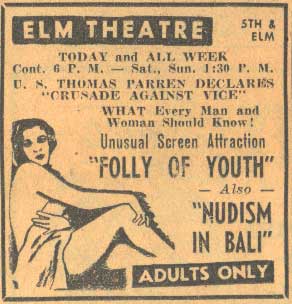 ELM THEATRE
5TH &
ELM
TODAY and ALL WEEK
Cont. 6 P. M. — Sat., Sun. 1:30 P. M.
U. S. THOMAS PARREN DECLARES
"CRUSADE AGAINST VICE"
WHAT Every Man and
Woman Should Know!
Unusual Screen Attraction
"FOLLY OF YOUTH"
— Also —
"NUDISM
IN BALI"
ADULTS ONLY